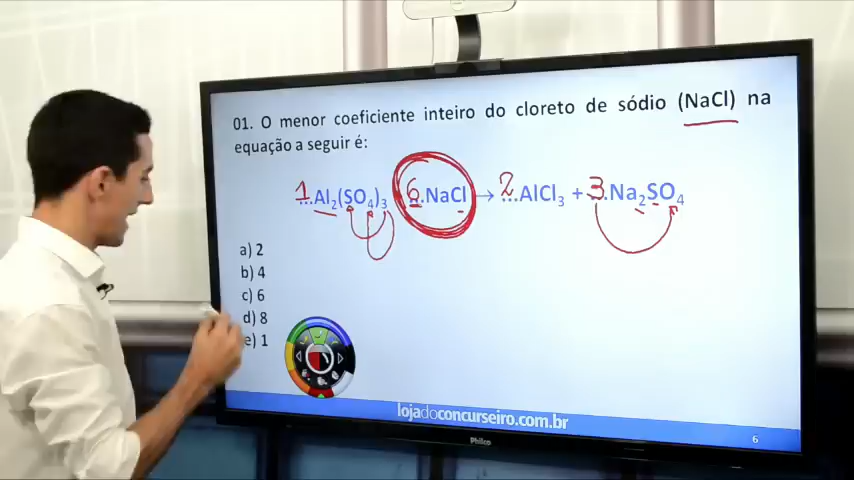 01. O menor coeficiente inteiro do cloreto de sódio (NaCl) na
equação a seguir é:
1...Al₂(SO₄)₃ 6...NaCl → 2...AlCl₃ + 3...Na₂SO₄
a) 2
b) 4
c) 6
d) 8
e) 1
lojadoconcurseiro.com.br
6
Philco